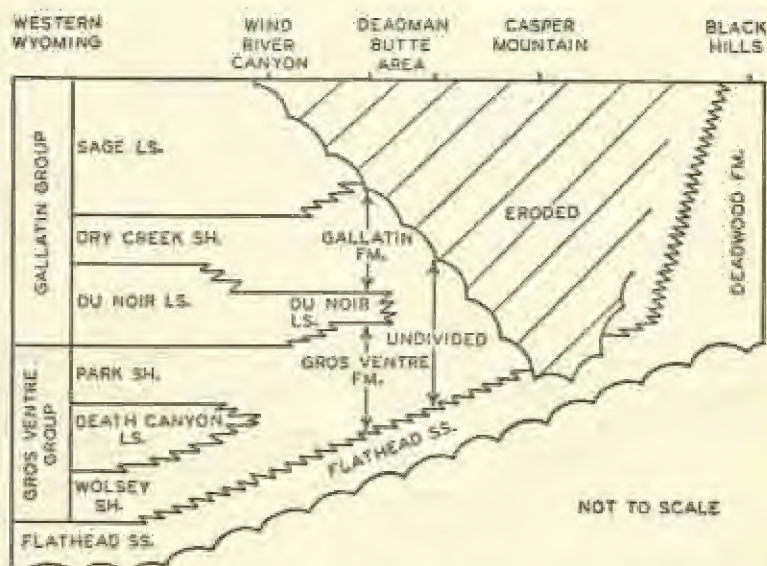 WESTERN
WYOMING
WIND
RIVER
CANYON
DEADMAN
BUTTE
AREA
CASPER
MOUNTAIN
BLACK
HILLS
GALLATIN GROUP
SAGE LS.
DRY CREEK SH.
DU NOIR LS.
GROS VENTRE
GROUP
PARK SH.
DEATH CANYON
LS.
WOLSEY
SH.
FLATHEAD SS.
GALLATIN
FM.
DU NOIR
LS.
GROS VENTRE
FM.
UNDIVIDED
FLATHEAD SS.
ERODED
DEADWOOD FM.
NOT TO SCALE